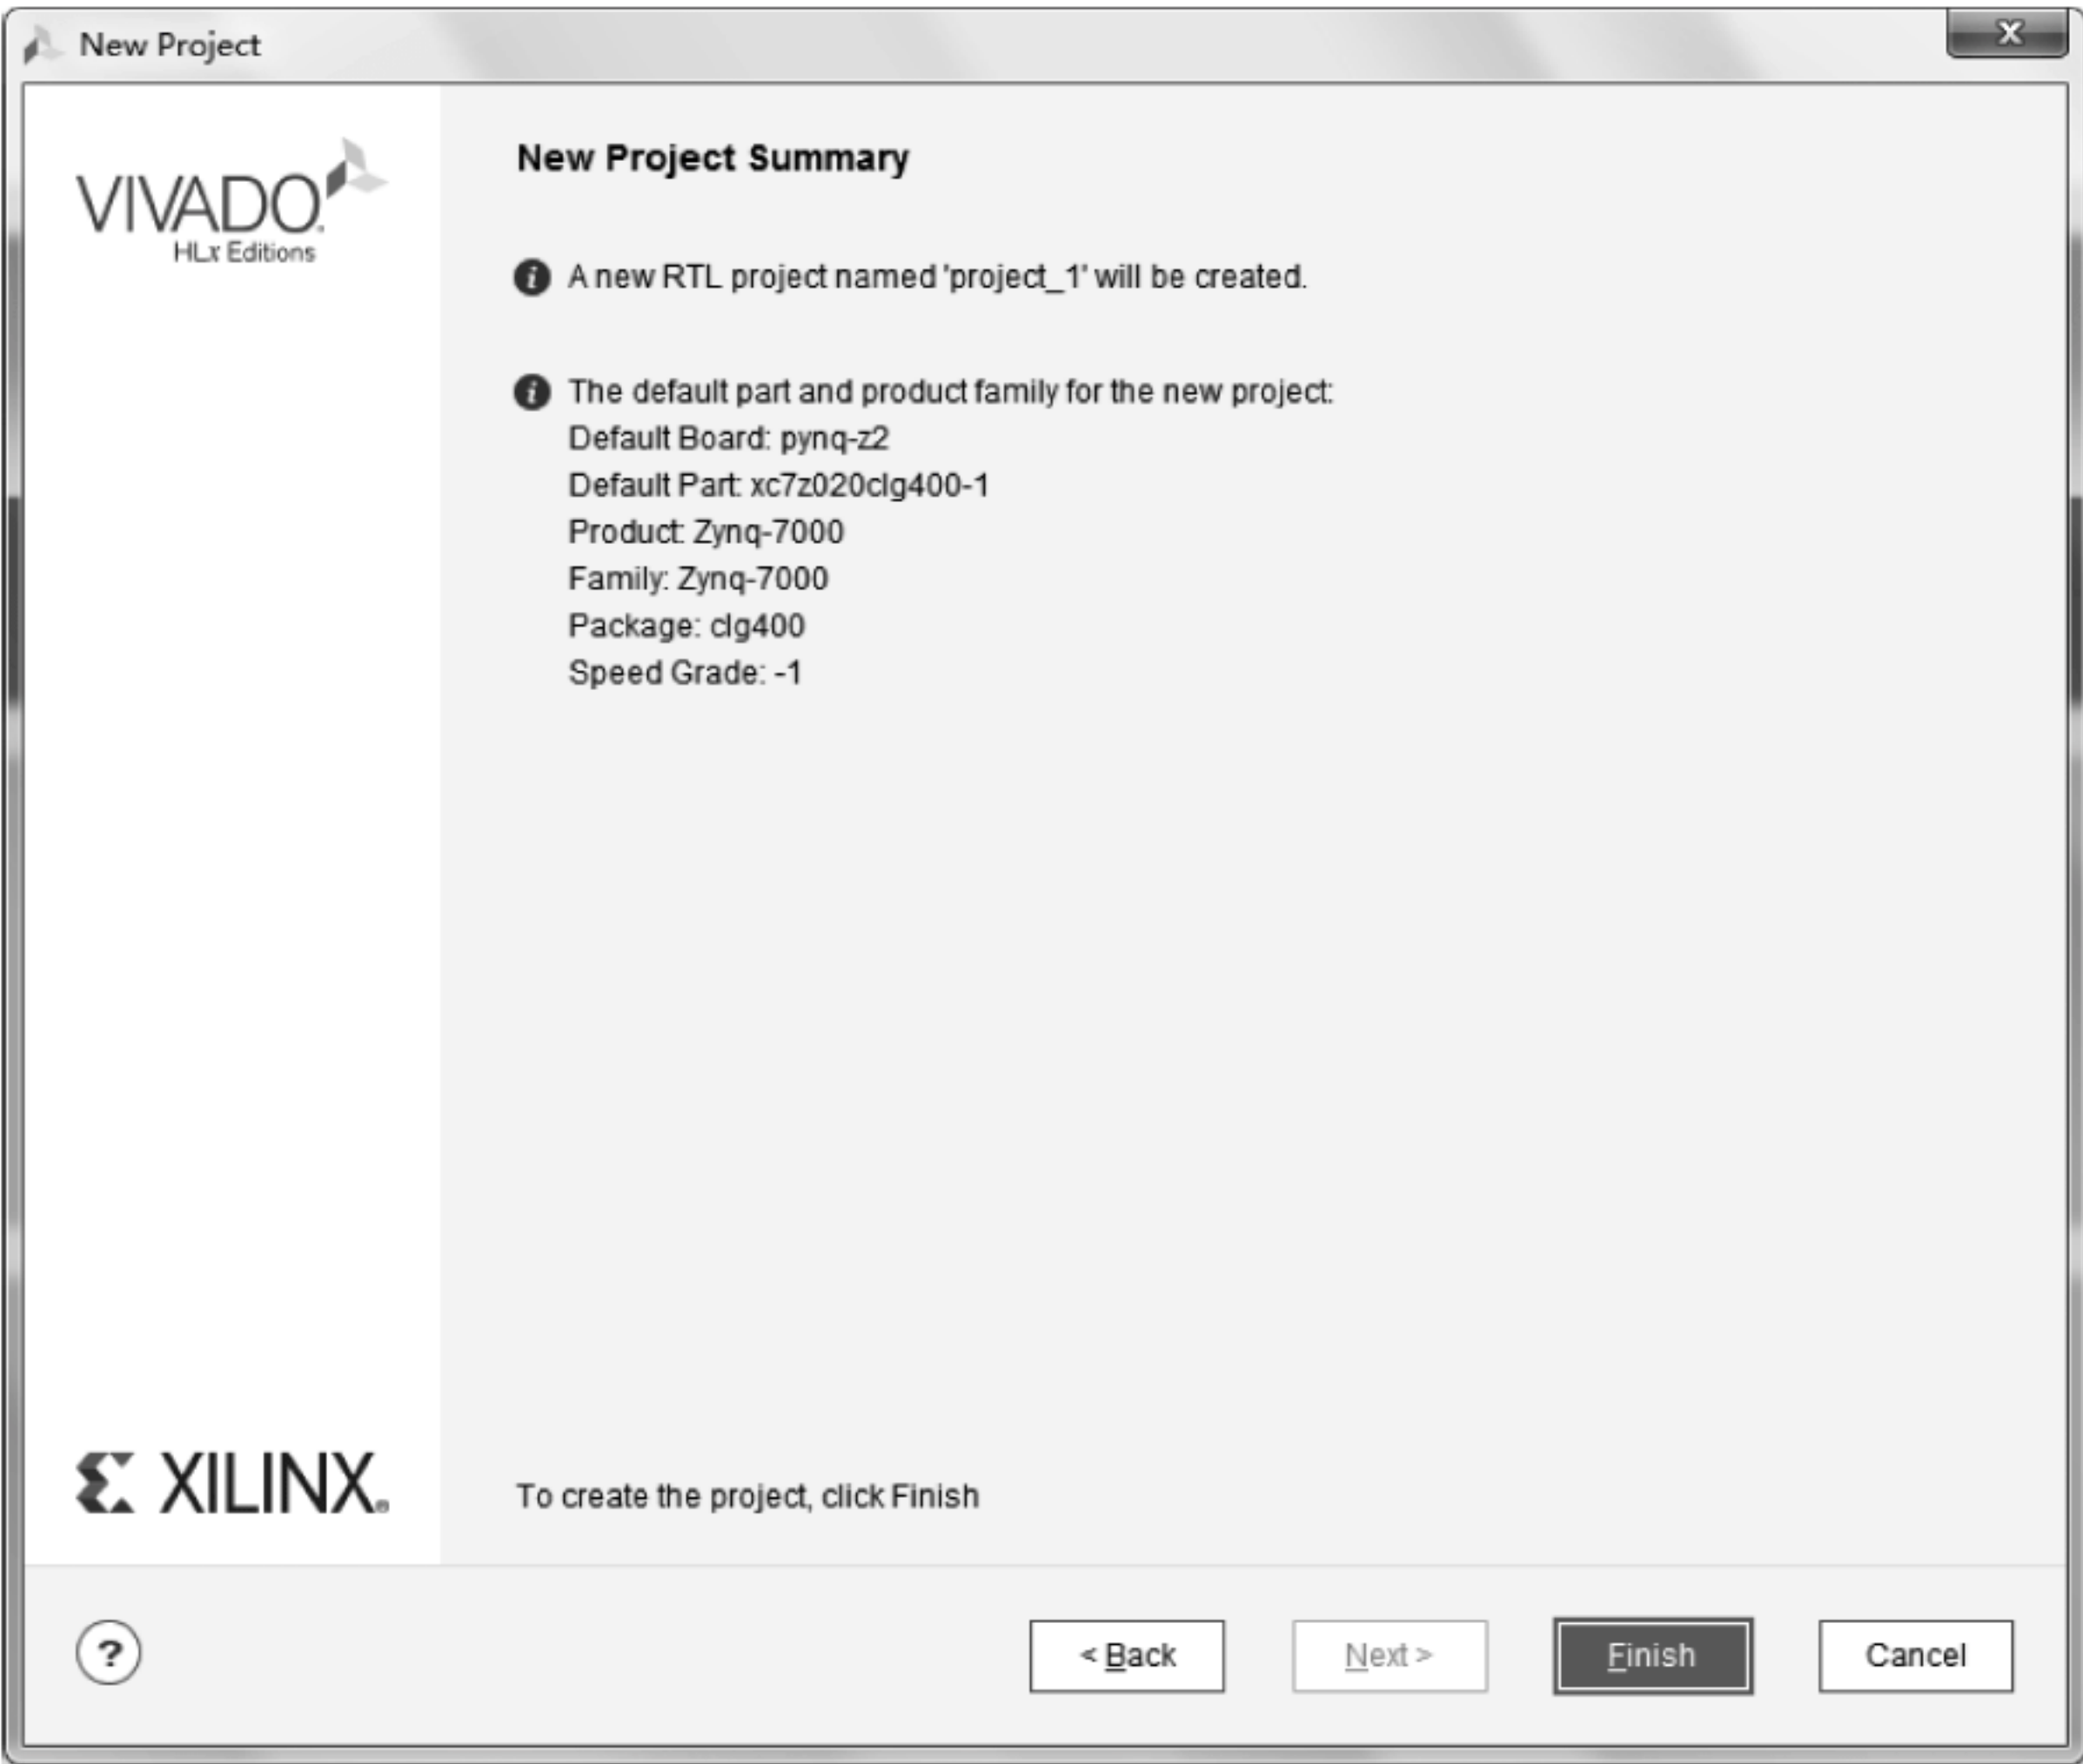 New Project
x
VIVADO.
HLx Editions
New Project Summary
A new RTL project named 'project_1' will be created.
The default part and product family for the new project:
Default Board: pynq-z2
Default Part: xc7z020clg400-1
Product: Zynq-7000
Family: Zynq-7000
Package: clg400
Speed Grade: -1
XILINX®
To create the project, click Finish
?
< Back
Next >
Finish
Cancel